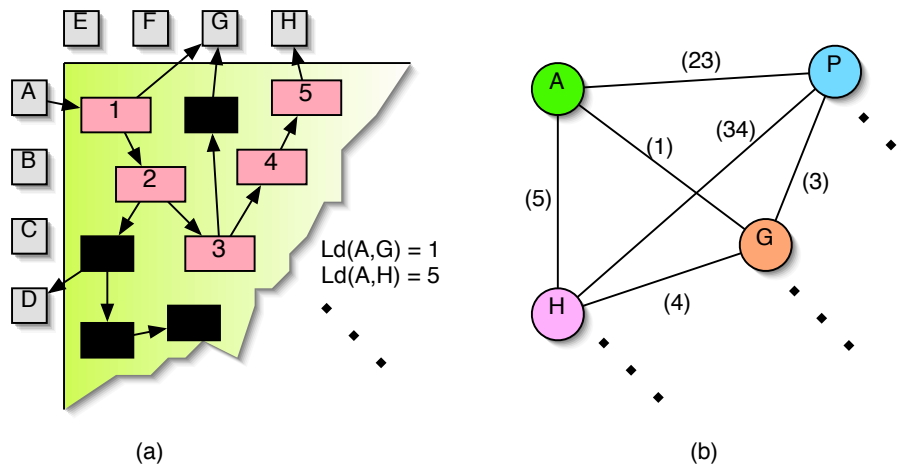 E F G H
A
1
5
B
2
4
C
3
D
Ld(A,G) = 1
Ld(A,H) = 5
(a)
A
P
G
H
(23)
(34)
(1)
(5)
(3)
(4)
(b)